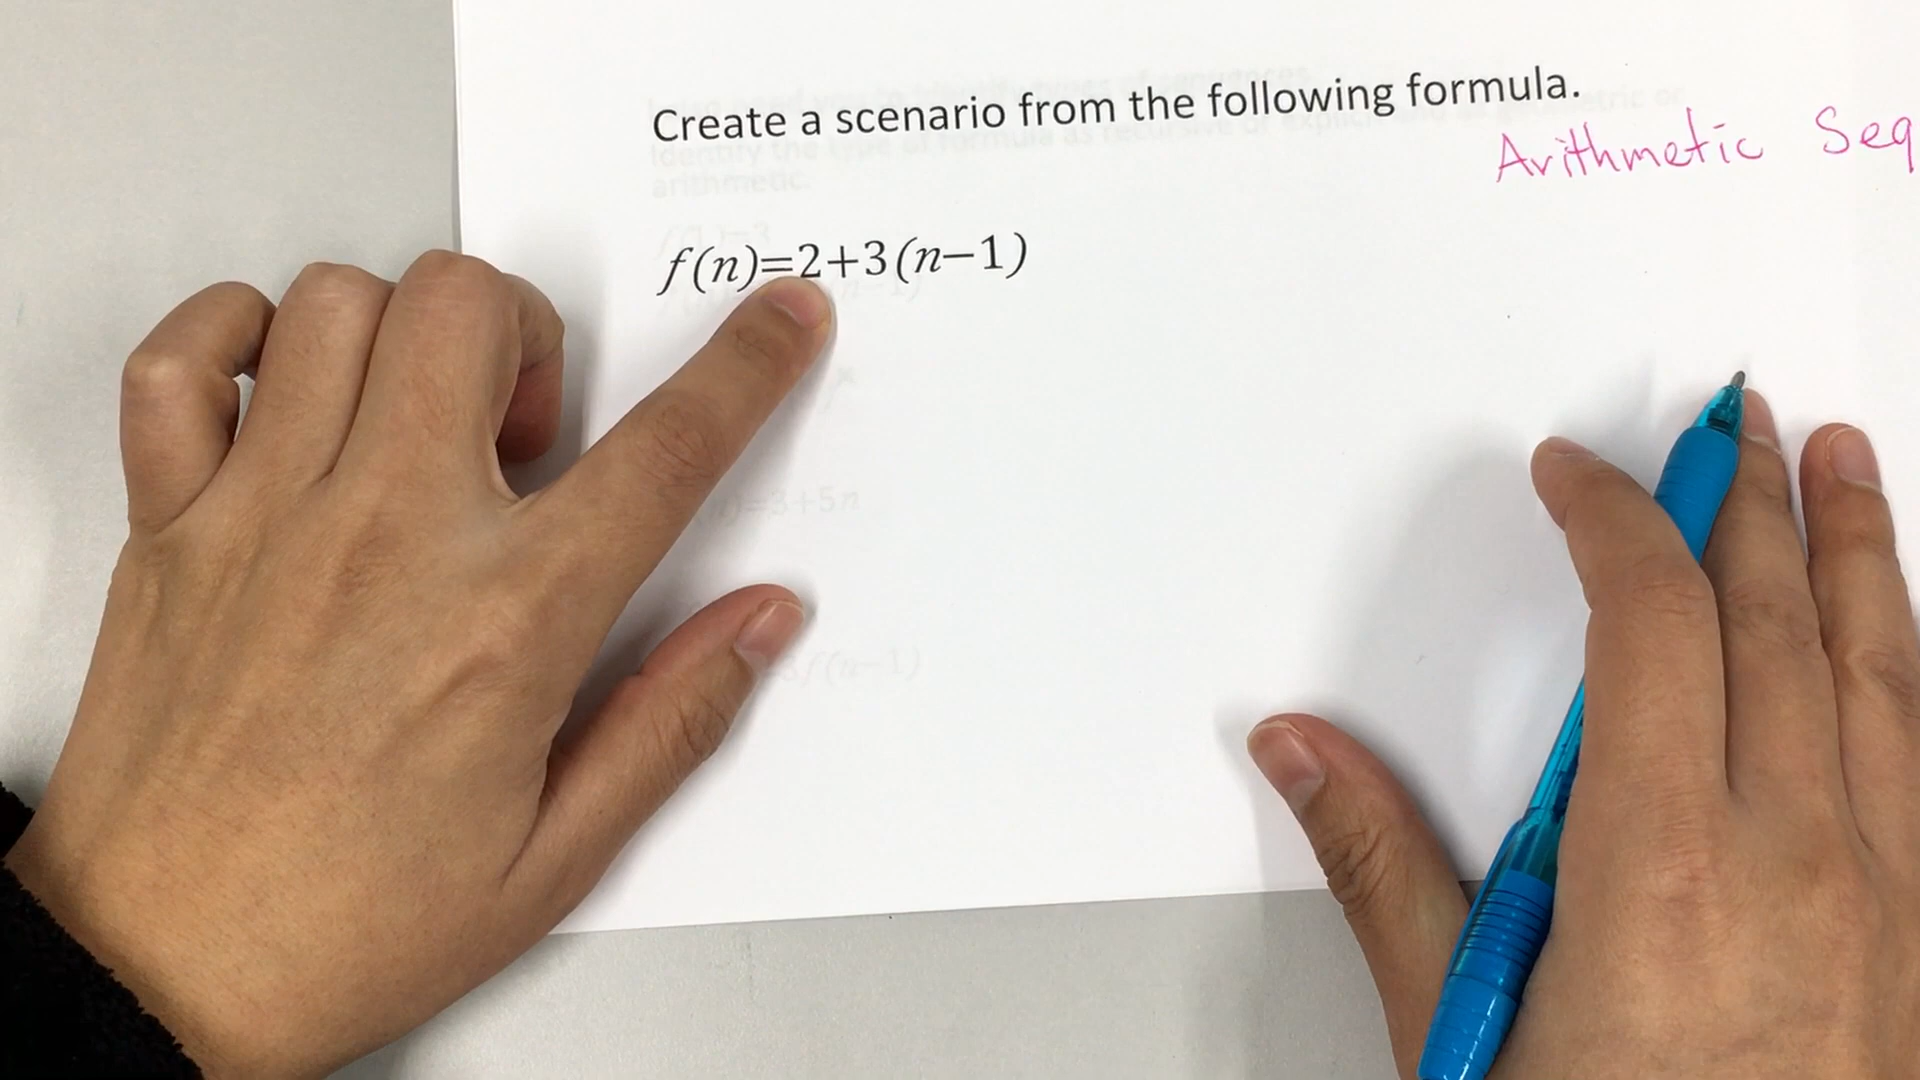 Create a scenario from the following formula.
Arithmetic Seq
f(n)=2+3(n−1)